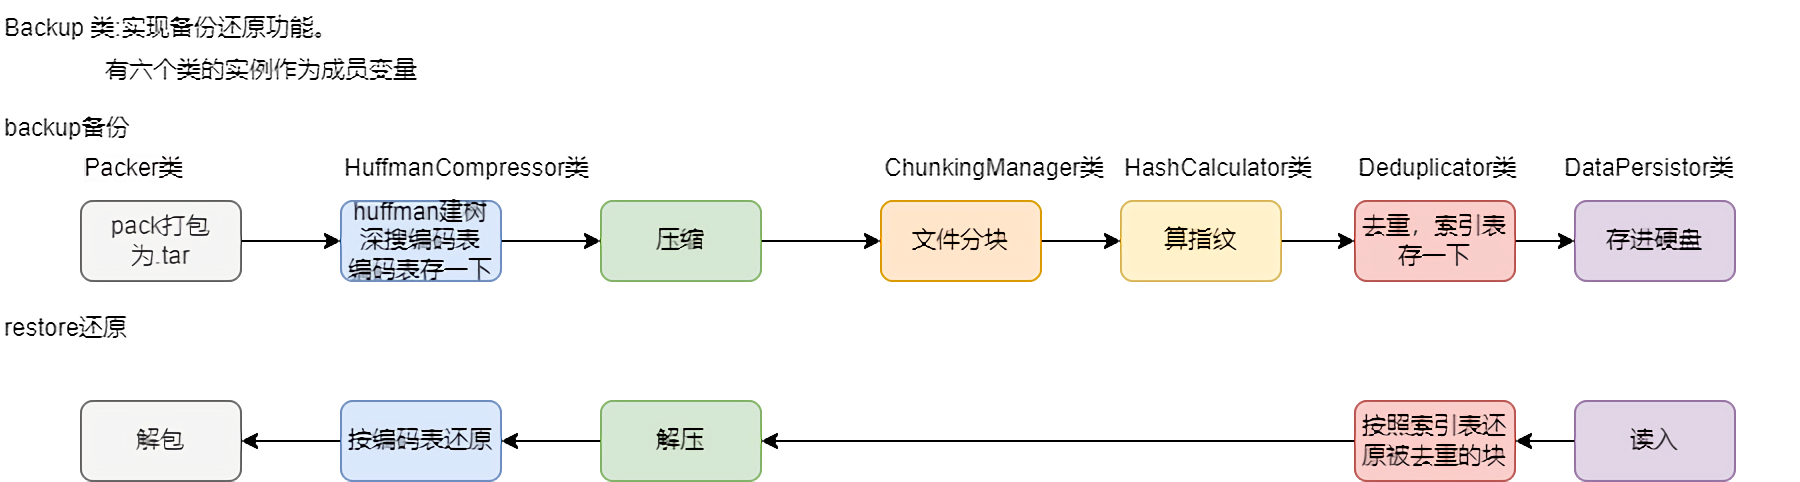 Backup 类:实现备份还原功能。
有六个类的实例作为成员变量
backup备份
Packer类
HuffmanCompressor类
ChunkingManager类
HashCalculator类
Deduplicator类
DataPersistor类
pack打包
为.tar
huffman建树
深搜编码表
编码表存一下
压缩
文件分块
算指纹
去重，索引表
存一下
存进硬盘
restore还原
解包
按编码表还原
解压
按照索引表还
原被去重的块
读入